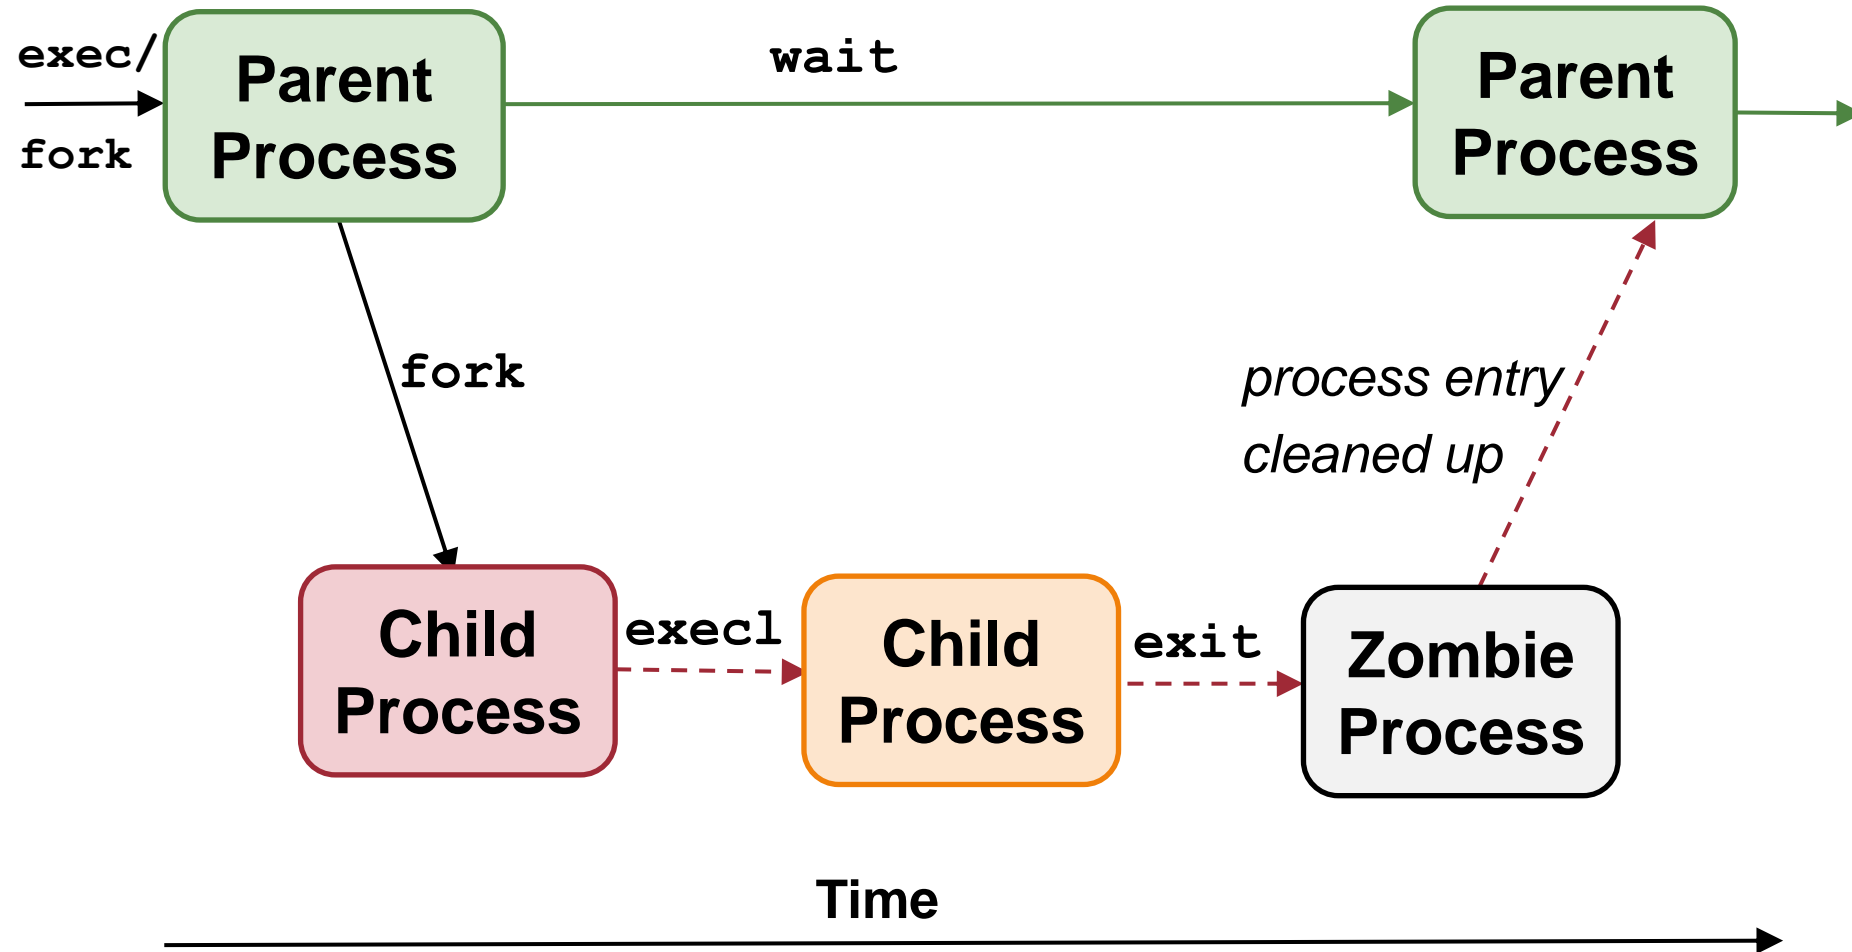 exec/
fork
Parent
Process
wait
Parent
Process
fork
process entry
cleaned up
Child
Process
execl
Child
Process
exit
Zombie
Process
Time